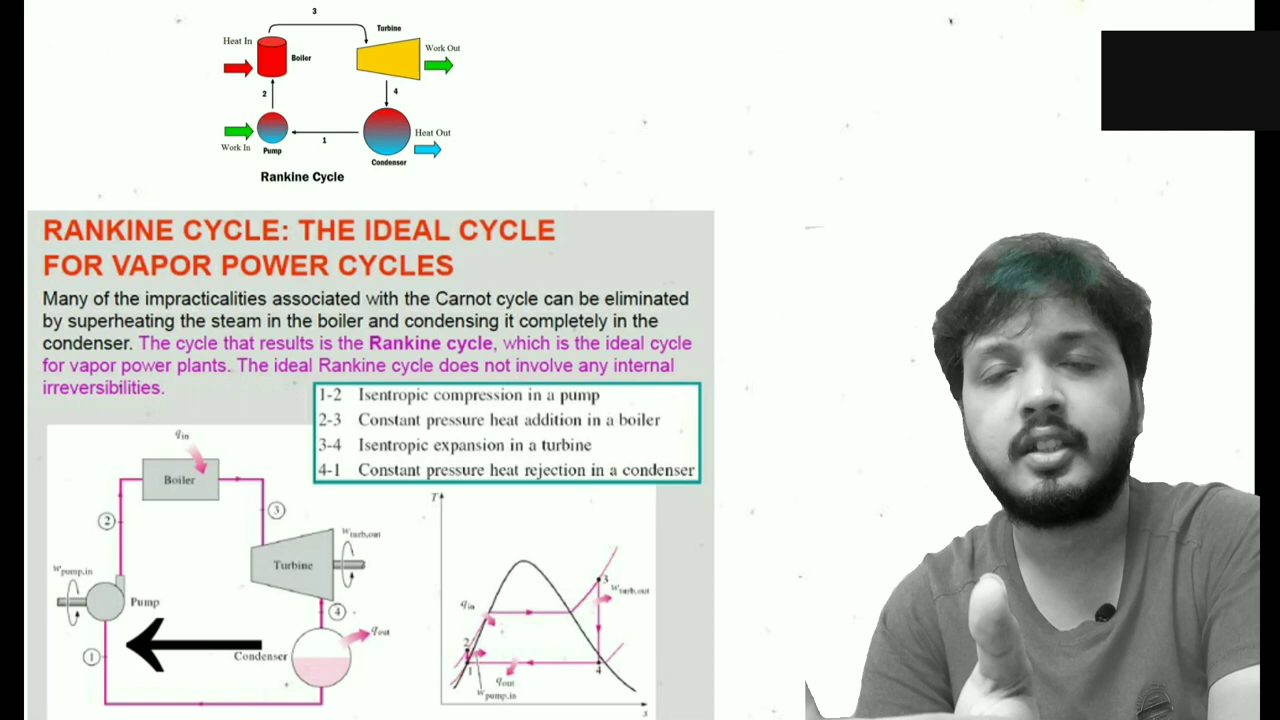 3
Turbine
Heat In
Boiler
Work Out
2
4
Work In
Pump
1
Heat Out
Condenser
Rankine Cycle
RANKINE CYCLE: THE IDEAL CYCLE
FOR VAPOR POWER CYCLES
Many of the impracticalities associated with the Carnot cycle can be eliminated
by superheating the steam in the boiler and condensing it completely in the
condenser. The cycle that results is the Rankine cycle, which is the ideal cycle
for vapor power plants. The ideal Rankine cycle does not involve any internal
irreversibilities.
1-2 Isentropic compression in a pump
2-3 Constant pressure heat addition in a boiler
3-4 Isentropic expansion in a turbine
4-1 Constant pressure heat rejection in a condenser
qin
Boiler
2
3
wturb,out
Turbine
wpump,in
Pump
4
qout
1
Condenser
T
3
wturb,out
qin
2
1
4
qout
wpump,in
s